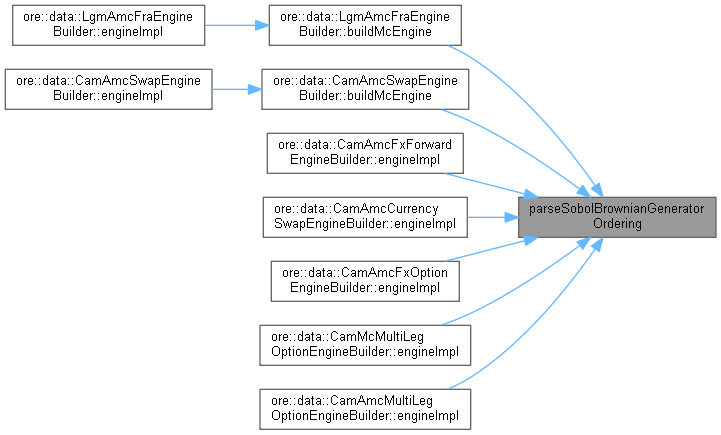 ore::data::LgmAmcFraEngine
Builder::engineImpl
ore::data::LgmAmcFraEngine
Builder::buildMcEngine
ore::data::CamAmcSwapEngine
Builder::engineImpl
ore::data::CamAmcSwapEngine
Builder::buildMcEngine
ore::data::CamAmcFxForward
EngineBuilder::engineImpl
ore::data::CamAmcCurrency
SwapEngineBuilder::engineImpl
parseSobolBrownianGenerator
Ordering
ore::data::CamAmcFxOption
EngineBuilder::engineImpl
ore::data::CamMcMultiLeg
OptionEngineBuilder::engineImpl
ore::data::CamAmcMultiLeg
OptionEngineBuilder::engineImpl